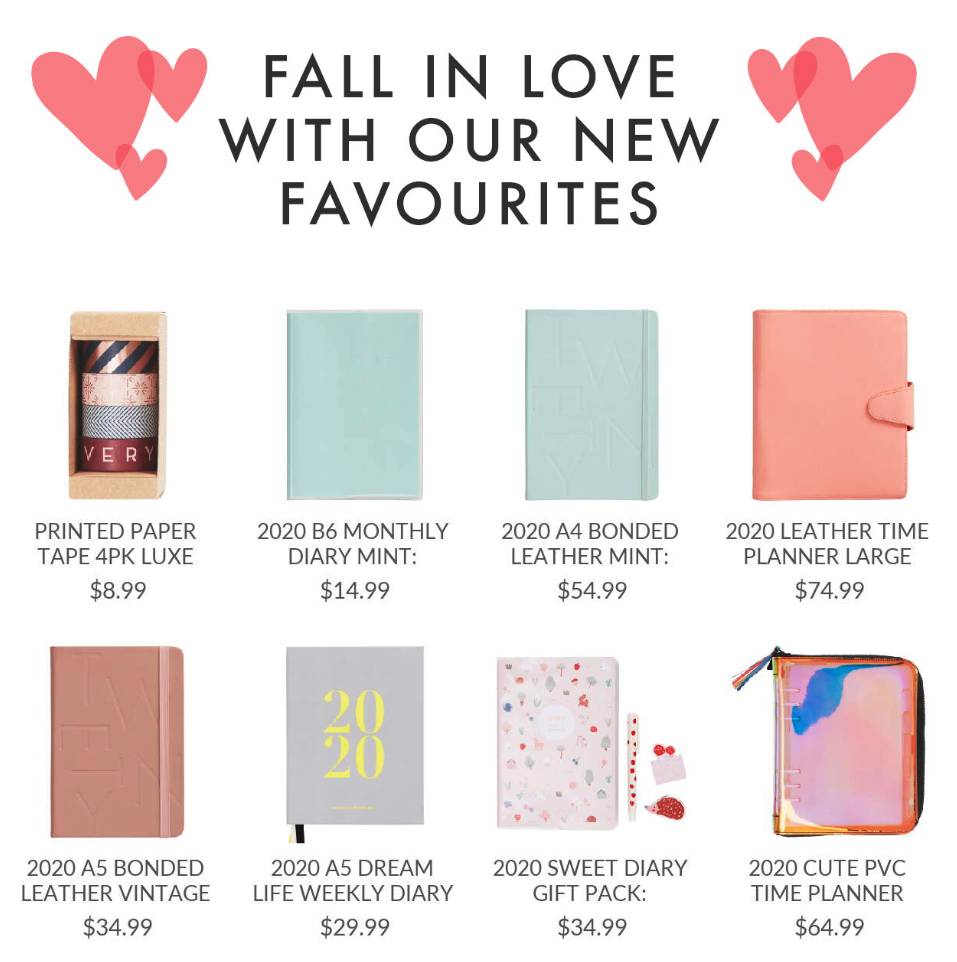 FALL IN LOVE
WITH OUR NEW
FAVOURITES
VERY
PRINTED PAPER
TAPE 4PK LUXE
$8.99
2020 B6 MONTHLY
DIARY MINT:
$14.99
2020 A4 BONDED
LEATHER MINT:
$54.99
2020 LEATHER TIME
PLANNER LARGE
$74.99
20
20
2020 A5 BONDED
LEATHER VINTAGE
$34.99
2020 A5 DREAM
LIFE WEEKLY DIARY
$29.99
2020 SWEET DIARY
GIFT PACK:
$34.99
2020 CUTE PVC
TIME PLANNER
$64.99